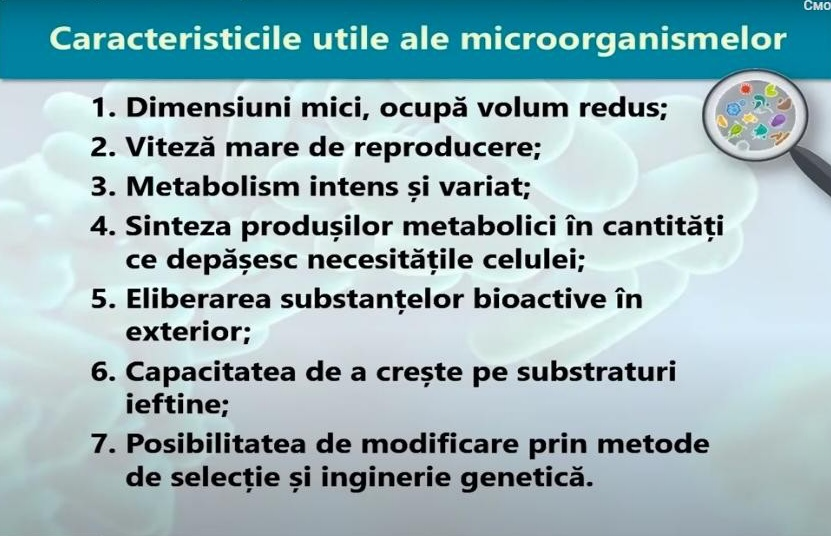 Смо
Caracteristicile utile ale microorganismelor
1. Dimensiuni mici, ocupă volum redus;
2. Viteză mare de reproducere;
3. Metabolism intens și variat;
4. Sinteza produșilor metabolici în cantități
ce depășesc necesitățile celulei;
5. Eliberarea substanțelor bioactive în
exterior;
6. Capacitatea de a crește pe substraturi
ieftine;
7. Posibilitatea de modificare prin metode
de selecție și inginerie genetică.